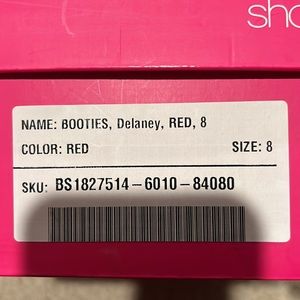 sho
NAME: BOOTIES, Delaney, RED, 8
COLOR: RED SIZE: 8
SKU: BS1827514-6010-84080